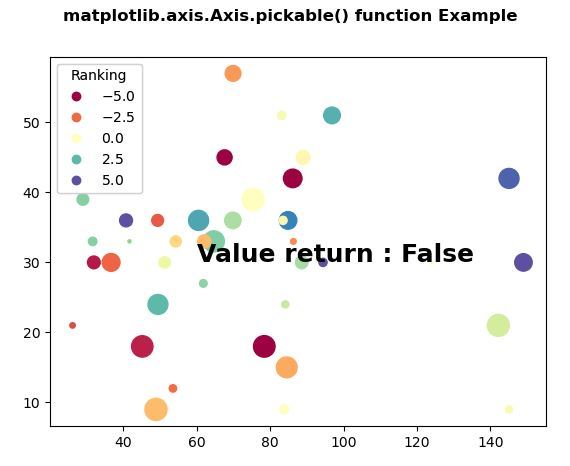 matplotlib.axis.Axis.pickable() function Example
Ranking
−5.0
−2.5
0.0
2.5
5.0
Value return : False
50
40
30
20
10
40 60 80 100 120 140